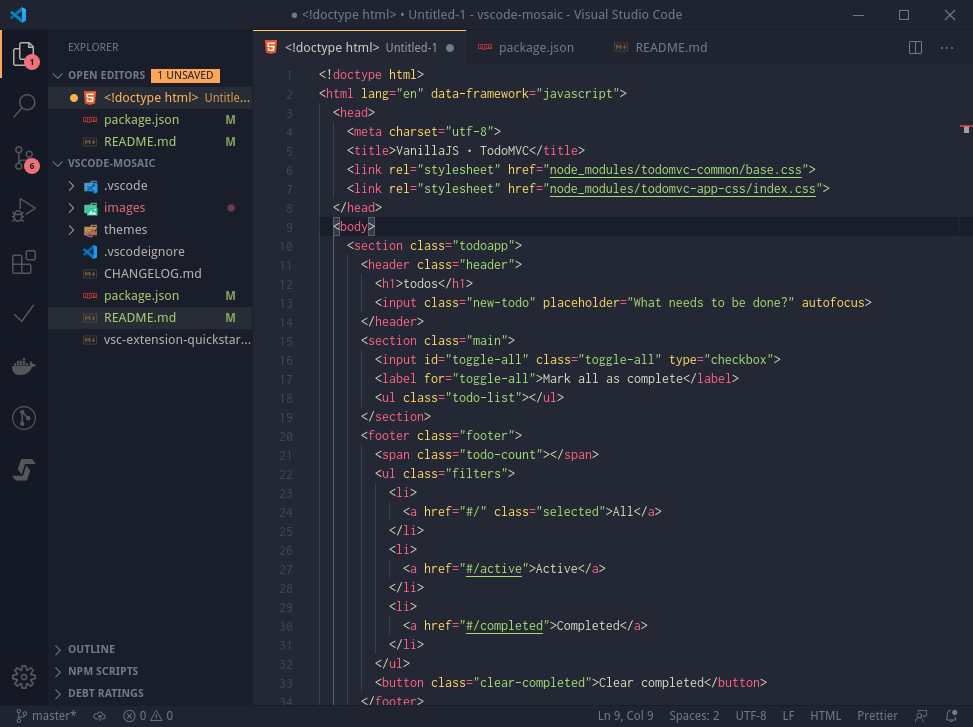 ● <!doctype html> • Untitled-1 - vscode-mosaic - Visual Studio Code
EXPLORER
OPEN EDITORS 1 UNSAVED
● <!doctype html> Untitle...
package.json M
README.md M
VSCODE-MOSAIC
.vscode
images
themes
.vscodeignore
CHANGELOG.md
package.json M
README.md M
vsc-extension-quickstar...
OUTLINE
NPM SCRIPTS
DEBT RATINGS
1
6
<!doctype html> Untitled-1 ●
package.json
README.md
1 <!doctype html>
2 <html lang="en" data-framework="javascript">
3 <head>
4 <meta charset="utf-8">
5 <title>VanillaJS • TodoMVC</title>
6 <link rel="stylesheet" href="node_modules/todomvc-common/base.css">
7 <link rel="stylesheet" href="node_modules/todomvc-app-css/index.css">
8 </head>
9 <body>
10 <section class="todoapp">
11 <header class="header">
12 <h1>todos</h1>
13 <input class="new-todo" placeholder="What needs to be done?" autofocus>
14 </header>
15 <section class="main">
16 <input id="toggle-all" class="toggle-all" type="checkbox">
17 <label for="toggle-all">Mark all as complete</label>
18 <ul class="todo-list"></ul>
19 </section>
20 <footer class="footer">
21 <span class="todo-count"></span>
22 <ul class="filters">
23 <li>
24 <a href="#/" class="selected">All</a>
25 </li>
26 <li>
27 <a href="#/active">Active</a>
28 </li>
29 <li>
30 <a href="#/completed">Completed</a>
31 </li>
32 </ul>
33 <button class="clear-completed">Clear completed</button>
34 </footer>
master* 0 0 Ln 9, Col 9 Spaces: 2 UTF-8 LF HTML Prettier